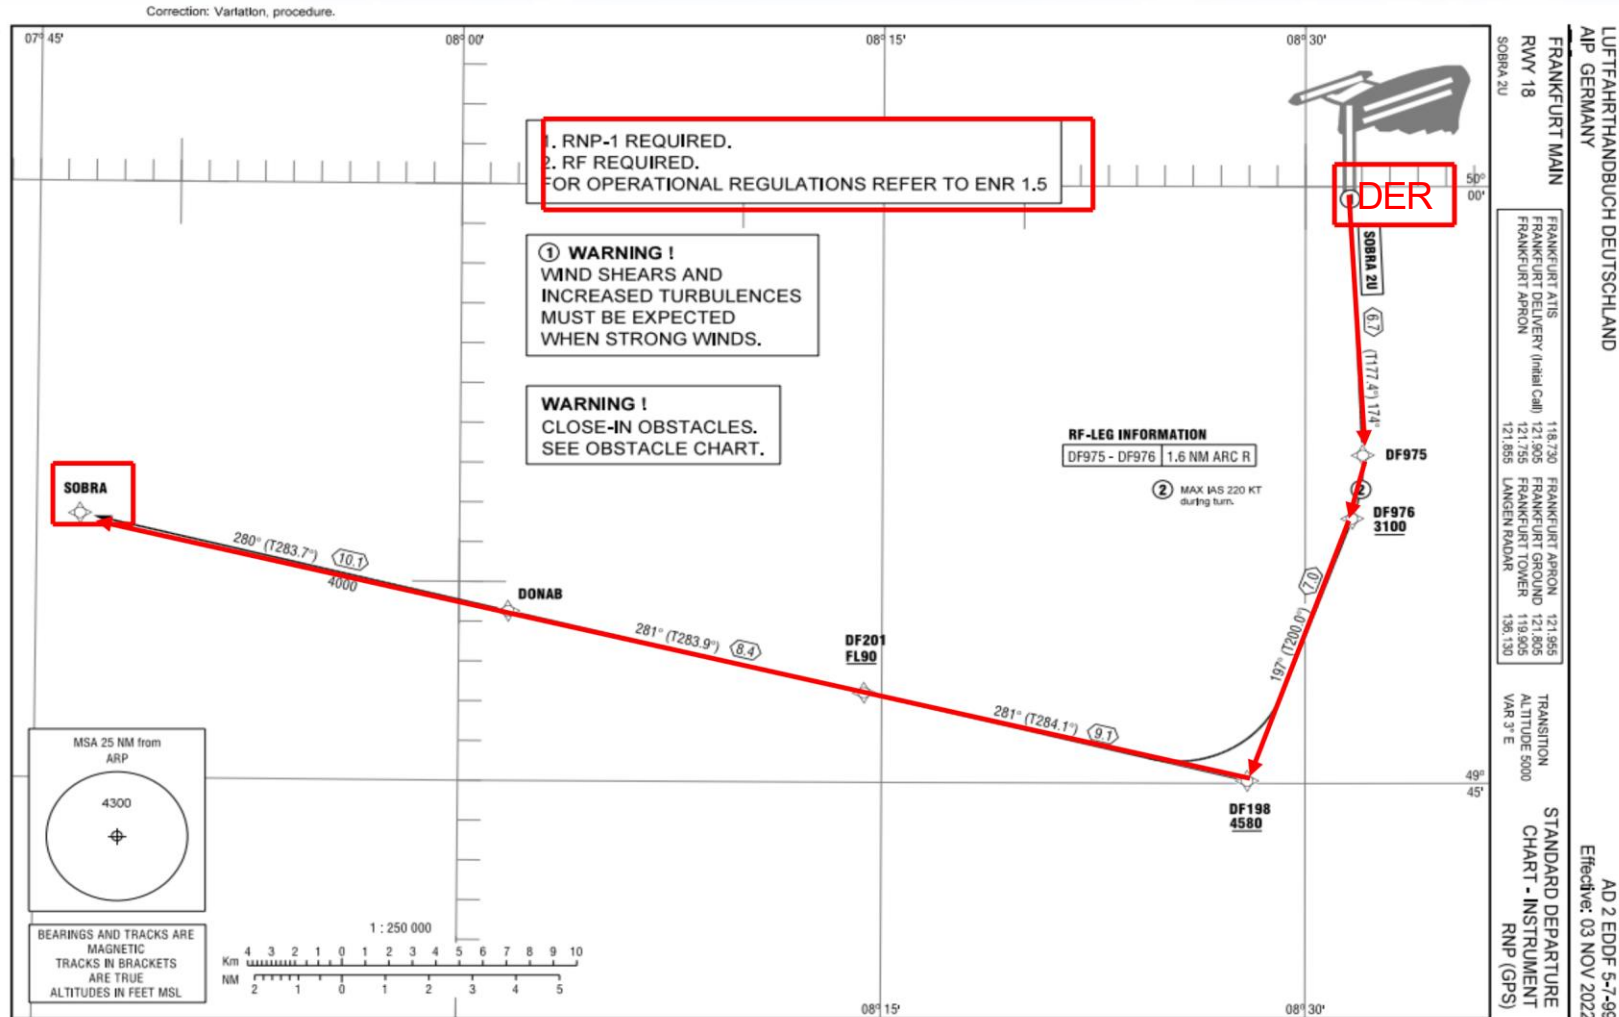 Correction: Variation, procedure.
07° 45'
08° 00'
08° 15'
08° 30'
LUFTFAHRTHANDBUCH DEUTSCHLAND
AIP GERMANY
FRANKFURT MAIN
RWY 18
SOBRA 2U
FRANKFURT ATIS 118,730
FRANKFURT DELIVERY (Initial Call) 121,905
FRANKFURT APRON 121,755
121,855
FRANKFURT APRON 121,955
FRANKFURT GROUND 121,805
FRANKFURT TOWER 119,905
LANGEN RADAR 136,130
TRANSITION
ALTITUDE 5000
VAR 3° E
STANDARD DEPARTURE
CHART - INSTRUMENT
RNP (GPS)
AD 2 EDDF 5-7-99
Effective: 03 NOV 2022
1. RNP-1 REQUIRED.
2. RF REQUIRED.
FOR OPERATIONAL REGULATIONS REFER TO ENR 1.5
50°
00'
DER
① WARNING !
WIND SHEARS AND
INCREASED TURBULENCES
MUST BE EXPECTED
WHEN STRONG WINDS.
SOBRA 2U
6.7
(T177.4°) 174°
WARNING !
CLOSE-IN OBSTACLES.
SEE OBSTACLE CHART.
RF-LEG INFORMATION
DF975 - DF976 1.6 NM ARC R
② MAX IAS 220 KT
during turn.
DF975
②
DF976
3100
SOBRA
280° (T283.7°) 10.1
4000
DONAB
281° (T283.9°) 8.4
DF201
FL90
7.0
197° (T200.0°)
281° (T284.1°) 9.1
DF198
4580
49°
45'
MSA 25 NM from
ARP
4300
BEARINGS AND TRACKS ARE
MAGNETIC
TRACKS IN BRACKETS
ARE TRUE
ALTITUDES IN FEET MSL
1 : 250 000
Km 4 3 2 1 0 1 2 3 4 5 6 7 8 9 10
NM 2 1 0 1 2 3 4 5
08° 15'
08° 30'